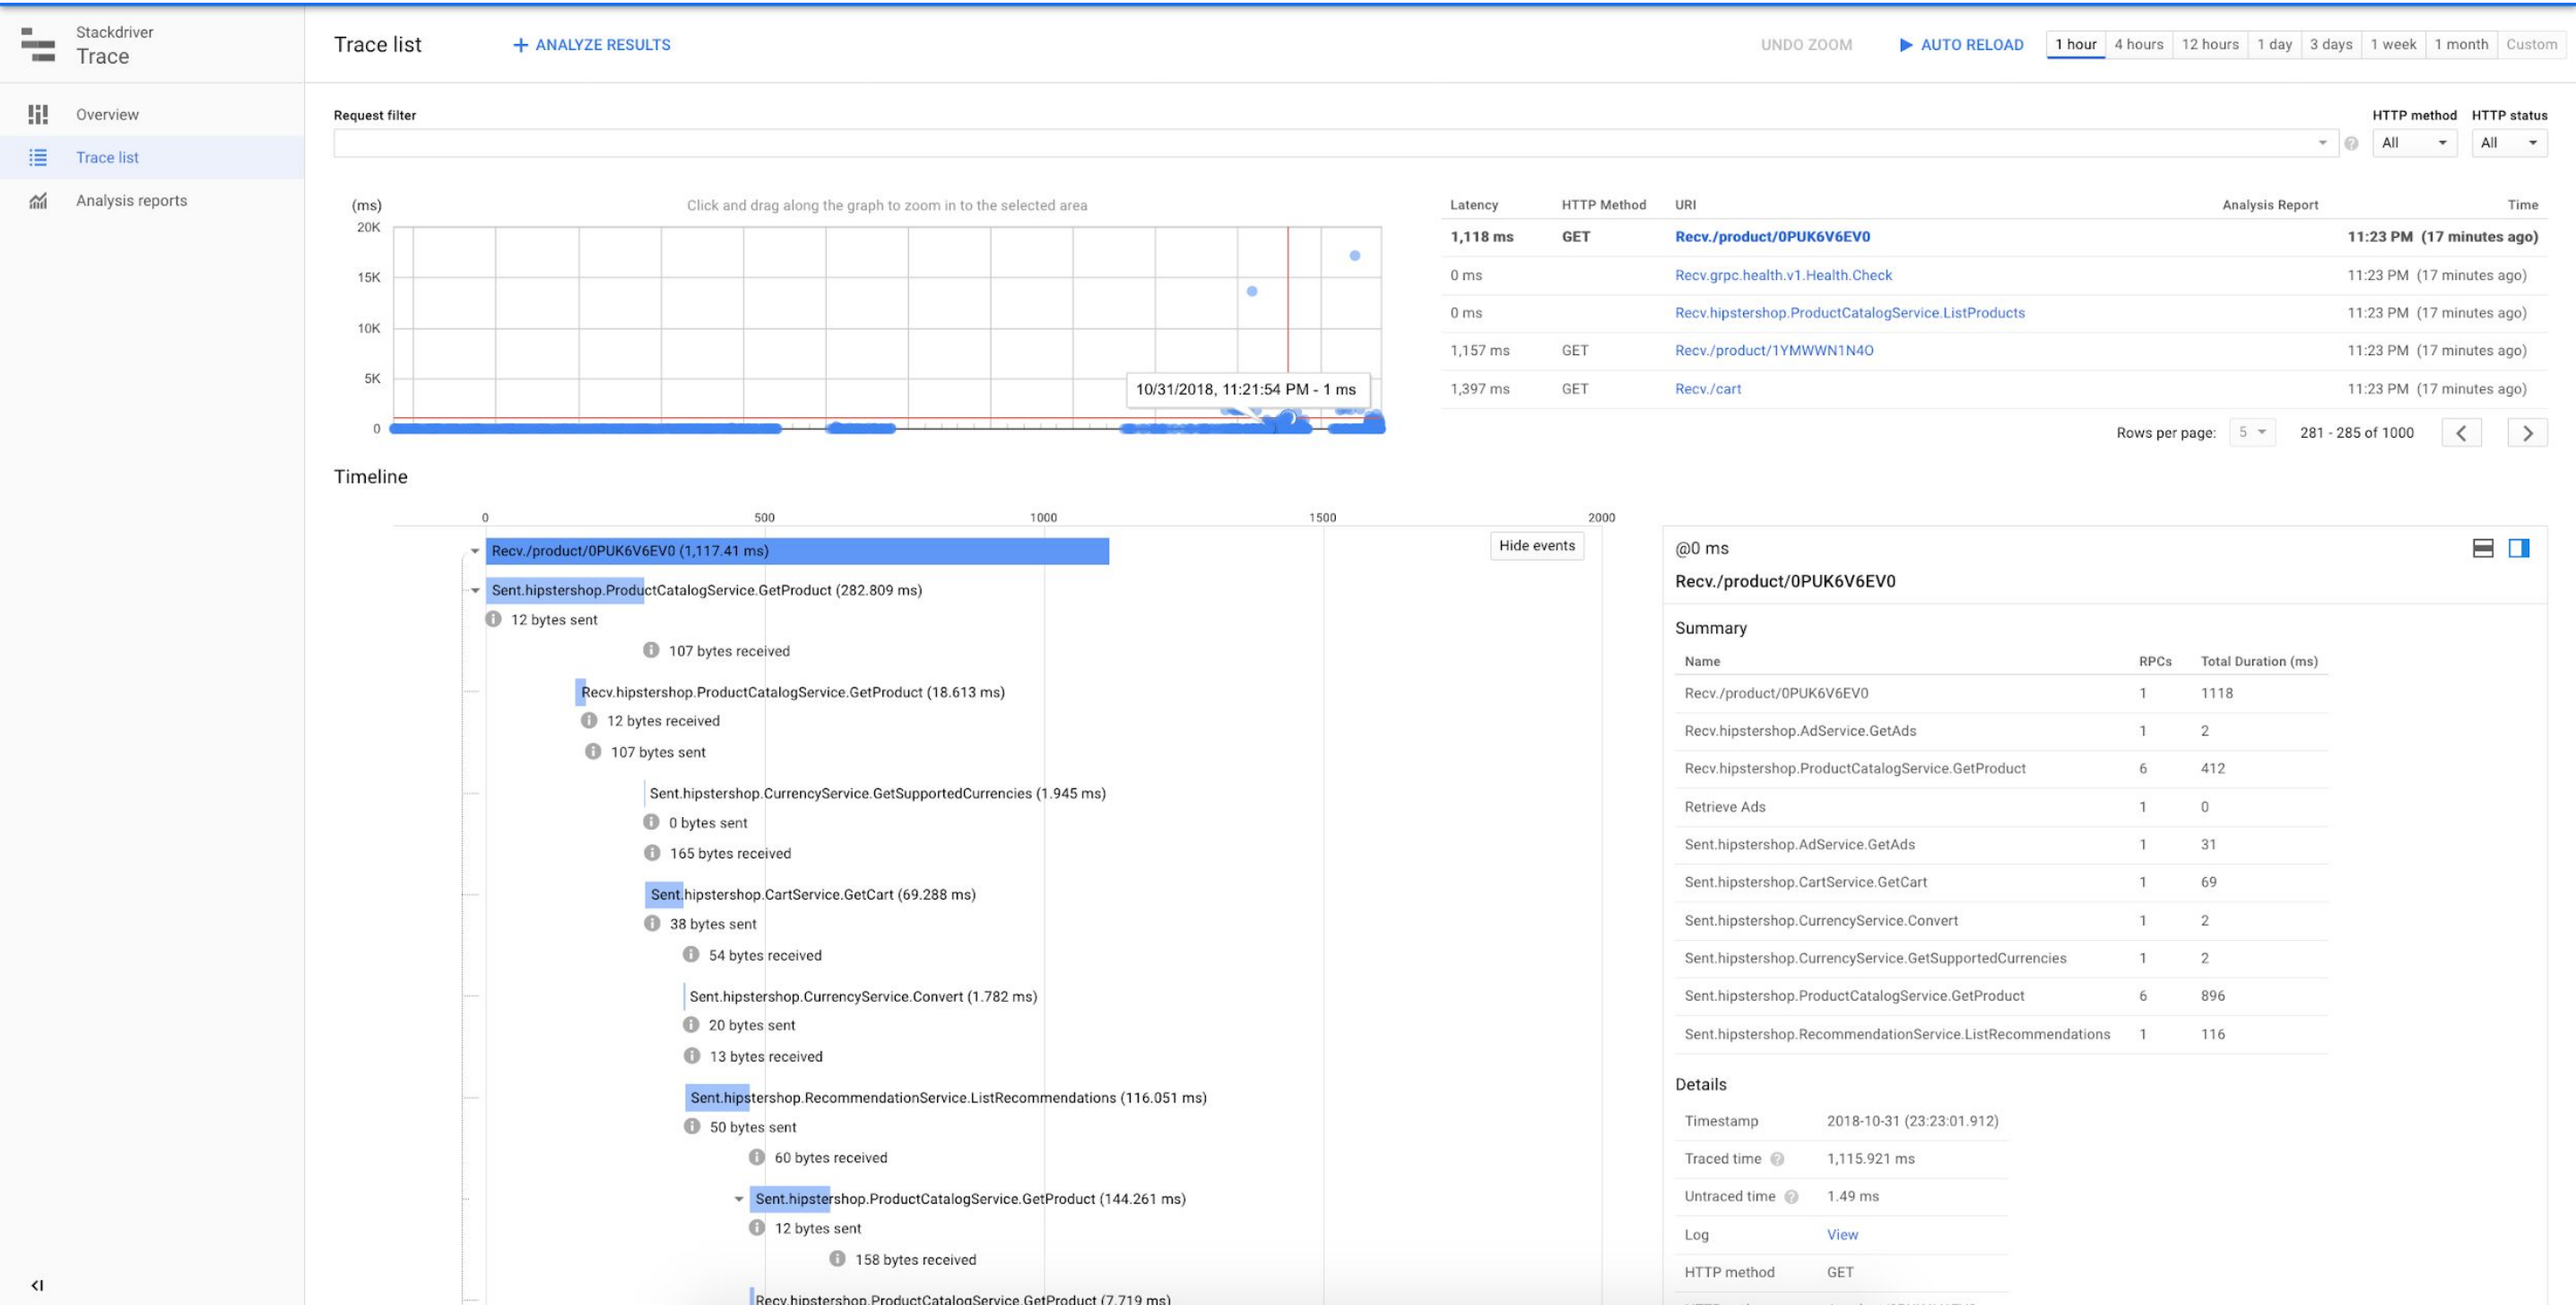 Stackdriver
Trace
Overview
Trace list
Analysis reports
Trace list
+ ANALYZE RESULTS
UNDO ZOOM
AUTO RELOAD
1 hour 4 hours 12 hours 1 day 3 days 1 week 1 month Custom
Request filter
HTTP method HTTP status
All All
(ms)
Click and drag along the graph to zoom in to the selected area
20K
15K
10K
5K
0
10/31/2018, 11:21:54 PM - 1 ms
Latency HTTP Method URI Analysis Report Time
1,118 ms GET Recv./product/0PUK6V6EV0 11:23 PM (17 minutes ago)
0 ms Recv.grpc.health.v1.Health.Check 11:23 PM (17 minutes ago)
0 ms Recv.hipstershop.ProductCatalogService.ListProducts 11:23 PM (17 minutes ago)
1,157 ms GET Recv./product/1YMWWN1N4O 11:23 PM (17 minutes ago)
1,397 ms GET Recv./cart 11:23 PM (17 minutes ago)
Rows per page: 5 281 - 285 of 1000
Timeline
0 500 1000 1500 2000
Hide events
Recv./product/0PUK6V6EV0 (1,117.41 ms)
Sent.hipstershop.ProductCatalogService.GetProduct (282.809 ms)
12 bytes sent
107 bytes received
Recv.hipstershop.ProductCatalogService.GetProduct (18.613 ms)
12 bytes received
107 bytes sent
Sent.hipstershop.CurrencyService.GetSupportedCurrencies (1.945 ms)
0 bytes sent
165 bytes received
Sent.hipstershop.CartService.GetCart (69.288 ms)
38 bytes sent
54 bytes received
Sent.hipstershop.CurrencyService.Convert (1.782 ms)
20 bytes sent
13 bytes received
Sent.hipstershop.RecommendationService.ListRecommendations (116.051 ms)
50 bytes sent
60 bytes received
Sent.hipstershop.ProductCatalogService.GetProduct (144.261 ms)
12 bytes sent
158 bytes received
Recv.hipstershop.ProductCatalogService.GetProduct (7.719 ms)
@0 ms
Recv./product/0PUK6V6EV0
Summary
Name RPCs Total Duration (ms)
Recv./product/0PUK6V6EV0 1 1118
Recv.hipstershop.AdService.GetAds 1 2
Recv.hipstershop.ProductCatalogService.GetProduct 6 412
Retrieve Ads 1 0
Sent.hipstershop.AdService.GetAds 1 31
Sent.hipstershop.CartService.GetCart 1 69
Sent.hipstershop.CurrencyService.Convert 1 2
Sent.hipstershop.CurrencyService.GetSupportedCurrencies 1 2
Sent.hipstershop.ProductCatalogService.GetProduct 6 896
Sent.hipstershop.RecommendationService.ListRecommendations 1 116
Details
Timestamp 2018-10-31 (23:23:01.912)
Traced time 1,115.921 ms
Untraced time 1.49 ms
Log View
HTTP method GET